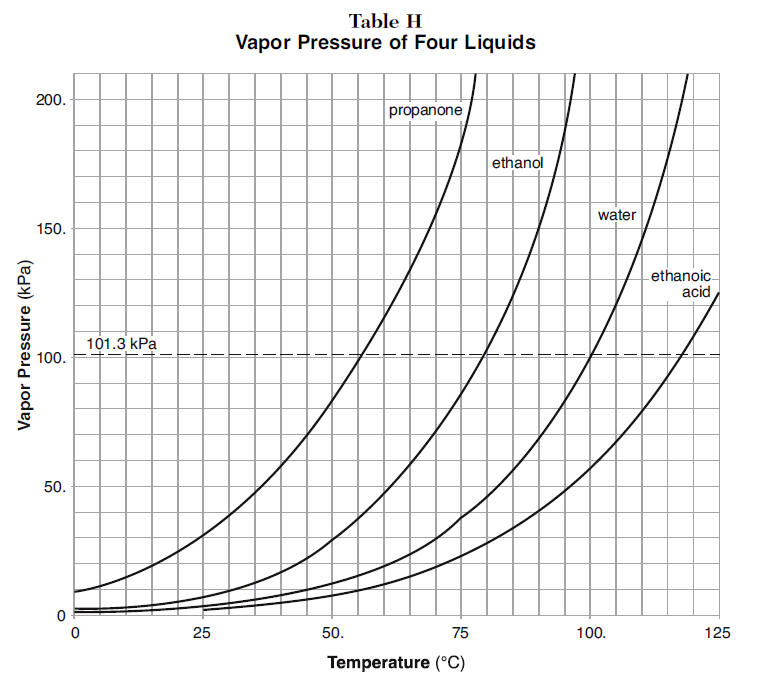 Table H
Vapor Pressure of Four Liquids
200.
propanone
ethanol
150.
water
ethanoic
acid
101.3 kPa
100.
50.
0
0
25
50.
75
100.
125
Vapor Pressure (kPa)
Temperature (°C)